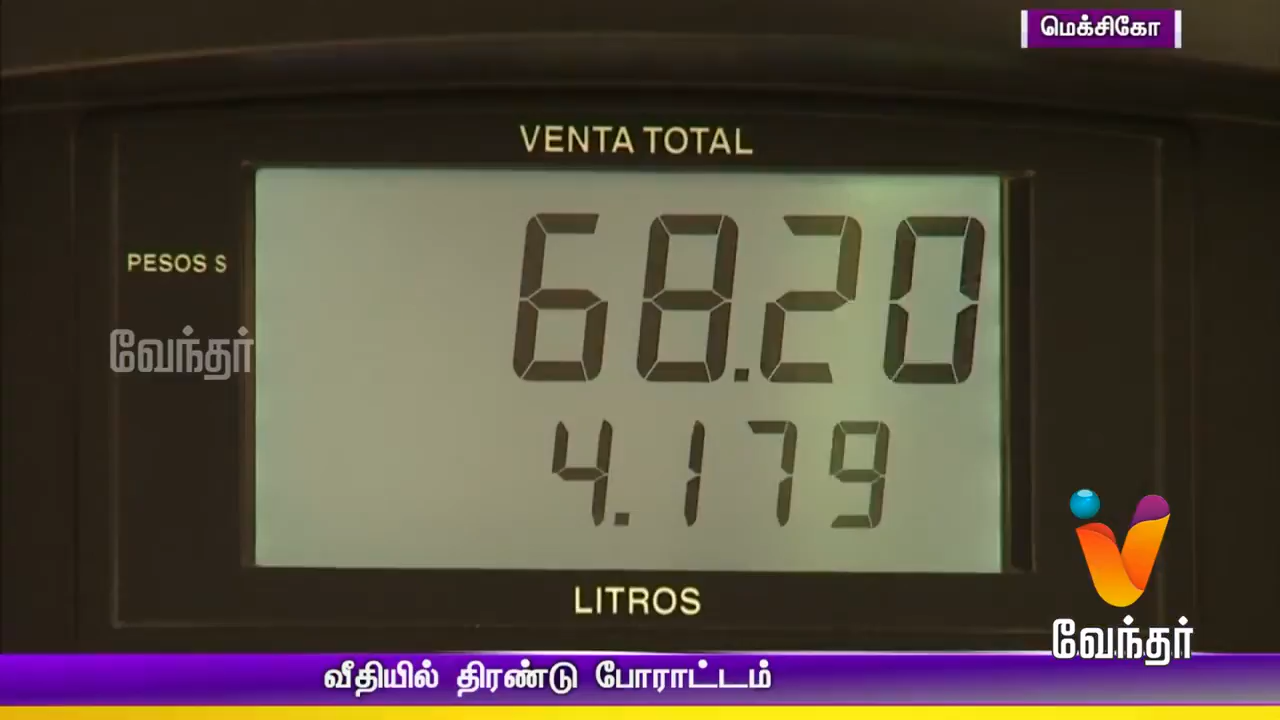 மெக்சிகோ
VENTA TOTAL
PESOS $
68.20
வேந்தர்
4.179
LITROS
வேந்தர்
வீதியில் திரண்டு போராட்டம்